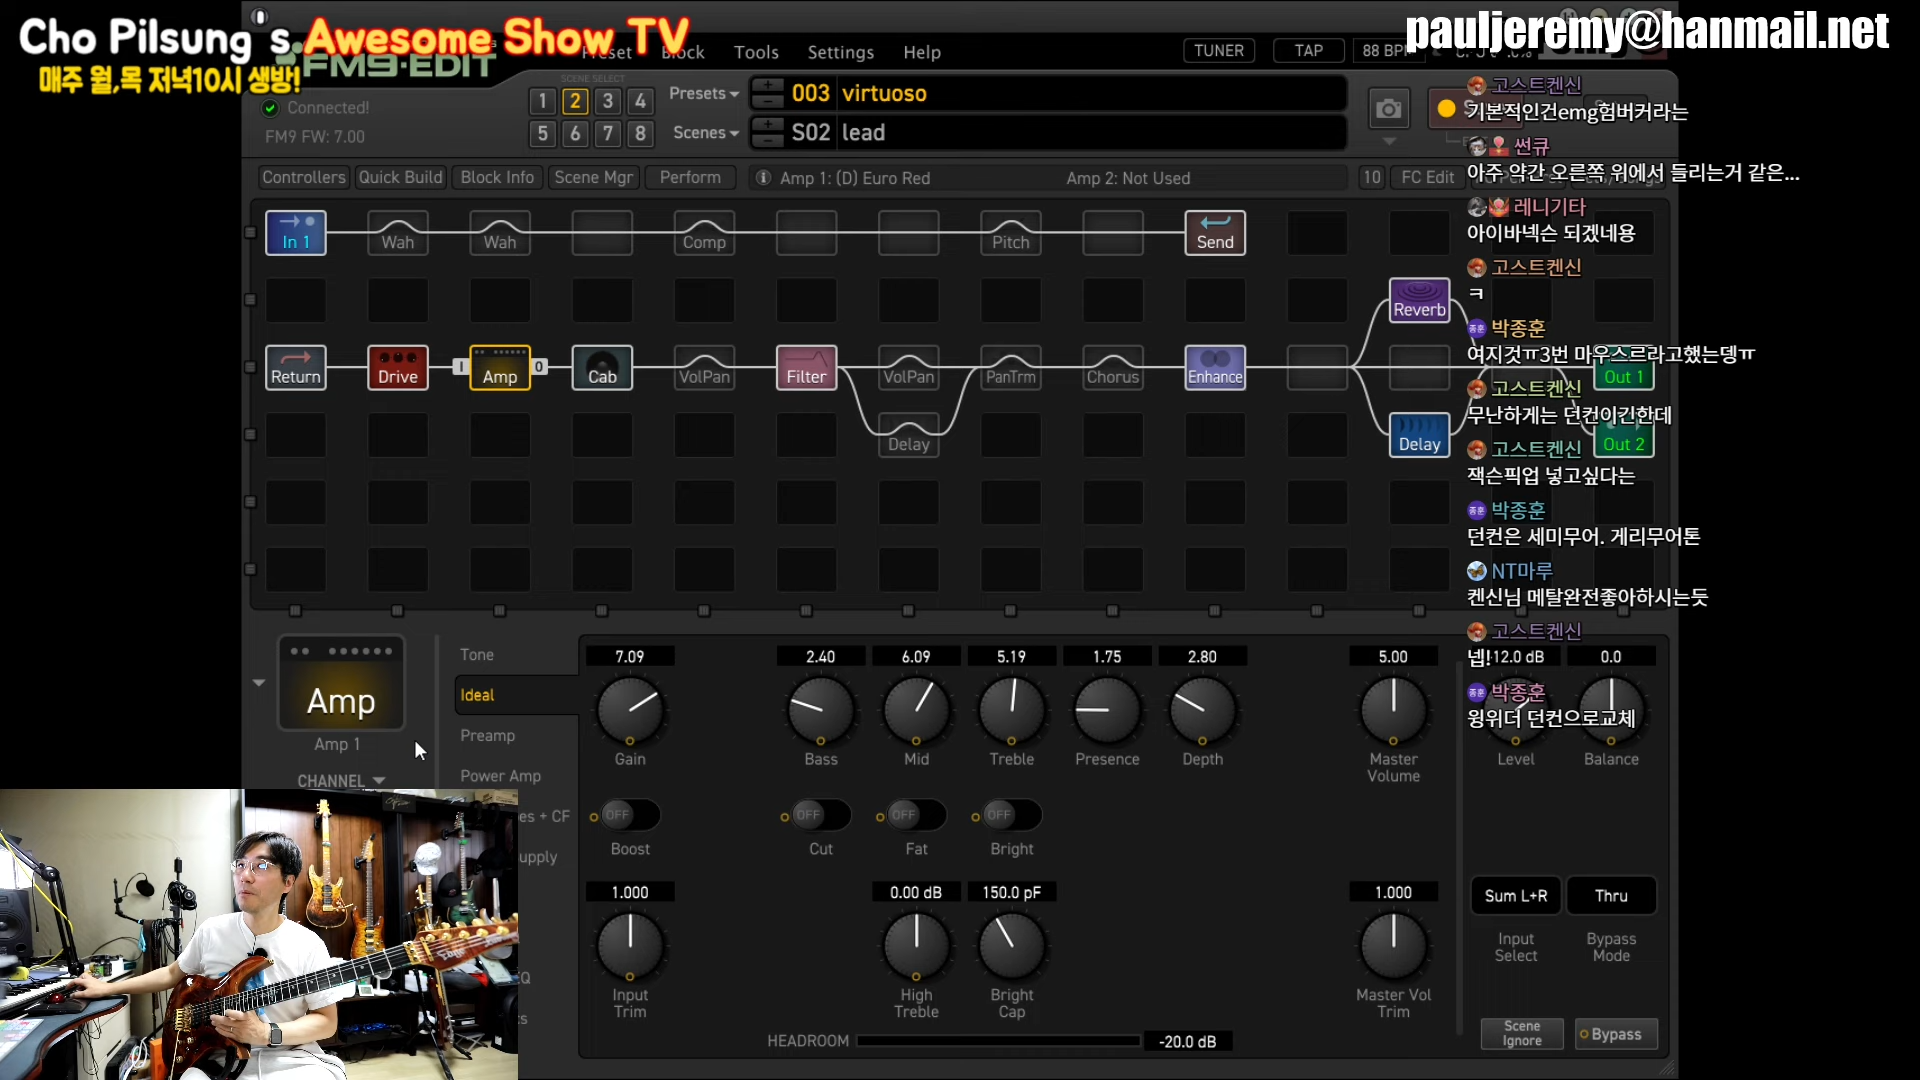 Cho Pilsung s Awesome Show TV
매주 월,목 저녁10시 생방!
pauljeremy@hanmail.net
FM9-EDIT
Preset Block Tools Settings Help
TUNER TAP 88 BPM
Connected!
FM9 FW: 7.00
SCENE SELECT
1 2 3 4
5 6 7 8
Presets 003 virtuoso
Scenes S02 lead
Controllers Quick Build Block Info Scene Mgr Perform
Amp 1: (D) Euro Red Amp 2: Not Used
10 FC Edit
In 1 Wah Wah Comp Pitch Send
Reverb
Return Drive I Amp O Cab VolPan Filter VolPan PanTrm Chorus Enhance Out 1
Delay Delay Out 2
고스트켄신
기본적인건emg험버커라는
썬큐
아주 약간 오른쪽 위에서 들리는거 같은...
레니기타
아이바넥슨 되겠네용
고스트켄신
ㅋ
종훈 박종훈
여지것ㅠ3번 마우스르라고했는뎅ㅠ
고스트켄신
무난하게는 던컨이긴한데
고스트켄신
잭슨픽업 넣고싶다는
종훈 박종훈
던컨은 세미무어. 게리무어톤
NT마루
켄신님 메탈완전좋아하시는듯
고스트켄신
넵!
종훈 박종훈
윙위더 던컨으로교체
Amp
Amp 1
CHANNEL
Tone
Ideal
Preamp
Power Amp
es + CF
upply
7.09 2.40 6.09 5.19 1.75 2.80 5.00 -12.0 dB 0.0
Gain Bass Mid Treble Presence Depth Master Volume Level Balance
OFF OFF OFF OFF
Boost Cut Fat Bright
1.000 0.00 dB 150.0 pF 1.000
Sum L+R Thru
Input Select Bypass Mode
Input Trim High Treble Bright Cap Master Vol Trim
HEADROOM -20.0 dB
Scene Ignore Bypass